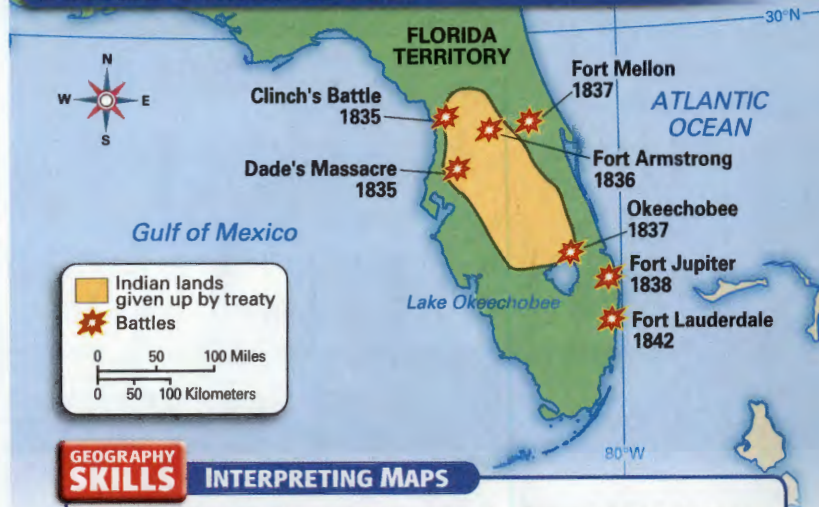 30°N
FLORIDA
TERRITORY
N
W
E
S
Clinch's Battle
1835
Fort Mellon
1837
ATLANTIC
OCEAN
Dade's Massacre
1835
Fort Armstrong
1836
Okeechobee
1837
Gulf of Mexico
Fort Jupiter
1838
Lake Okeechobee
Fort Lauderdale
1842
Indian lands
given up by treaty
Battles
0 50 100 Miles
0 50 100 Kilometers
80°W
GEOGRAPHY
SKILLS
INTERPRETING MAPS